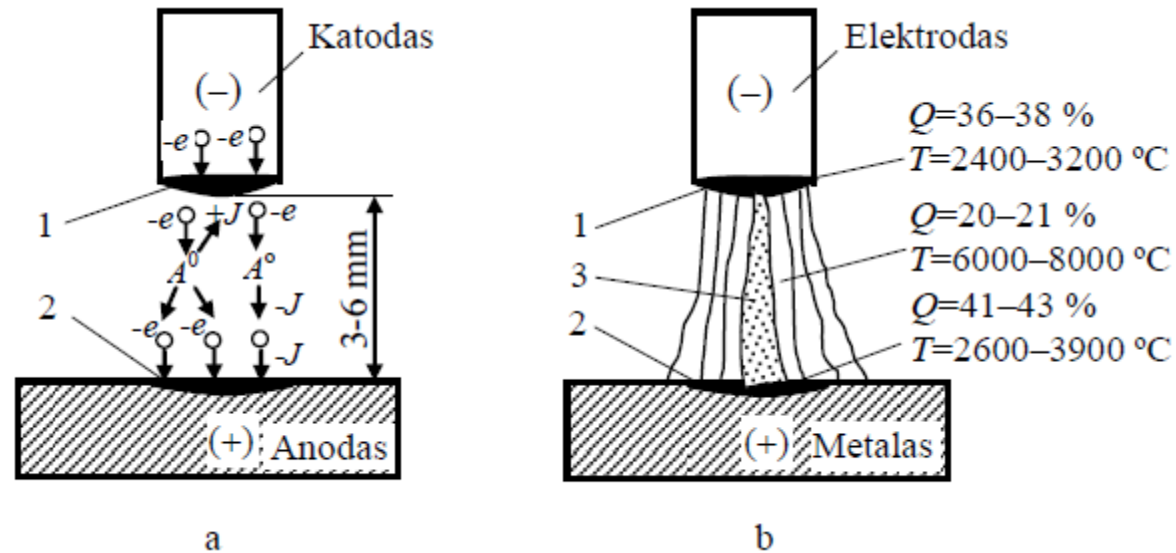 Katodas
(–)
-e -e
1
-e +J -e
A⁰ A°
-J
2
-e -e
-J
3-6 mm
(+) Anodas
a
Elektrodas
(–)
Q=36–38 %
T=2400–3200 ºC
1
Q=20–21 %
T=6000–8000 ºC
3
Q=41–43 %
2
T=2600–3900 ºC
(+) Metalas
b